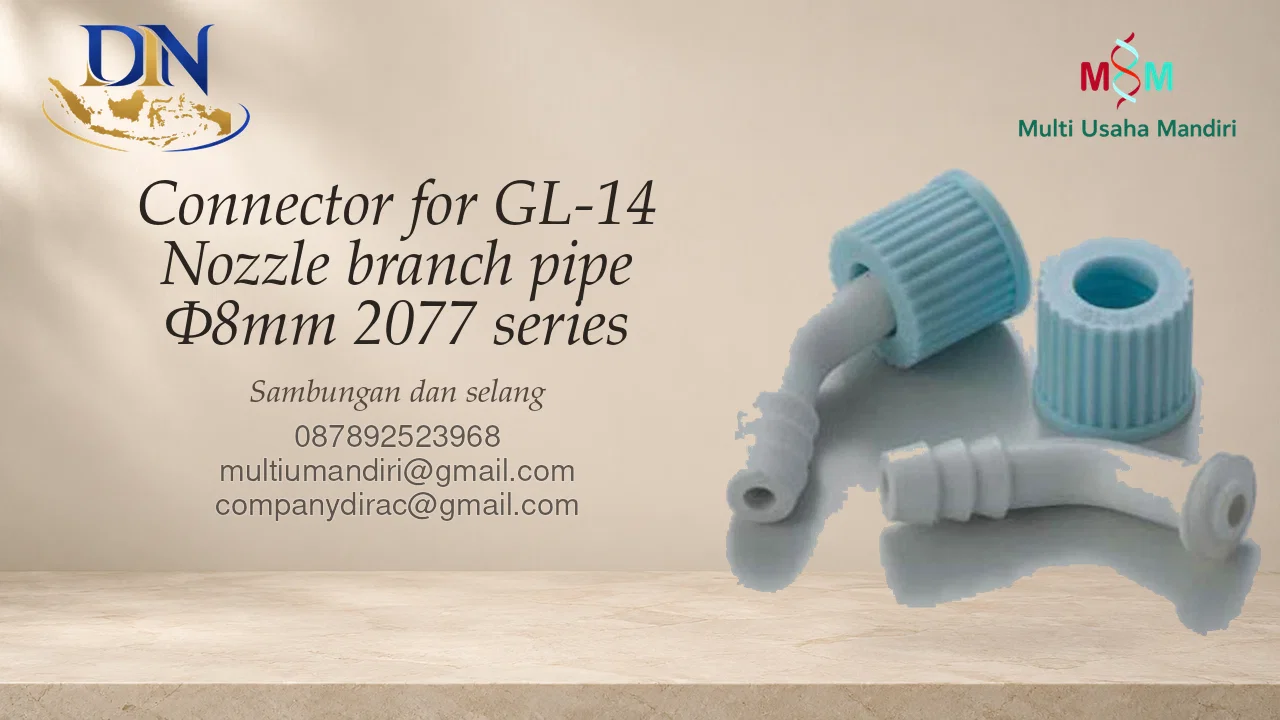 DIN
M M
Multi Usaha Mandiri
Connector for GL-14
Nozzle branch pipe
Φ8mm 2077 series
Sambungan dan selang
087892523968
multiumandiri@gmail.com
companydirac@gmail.com